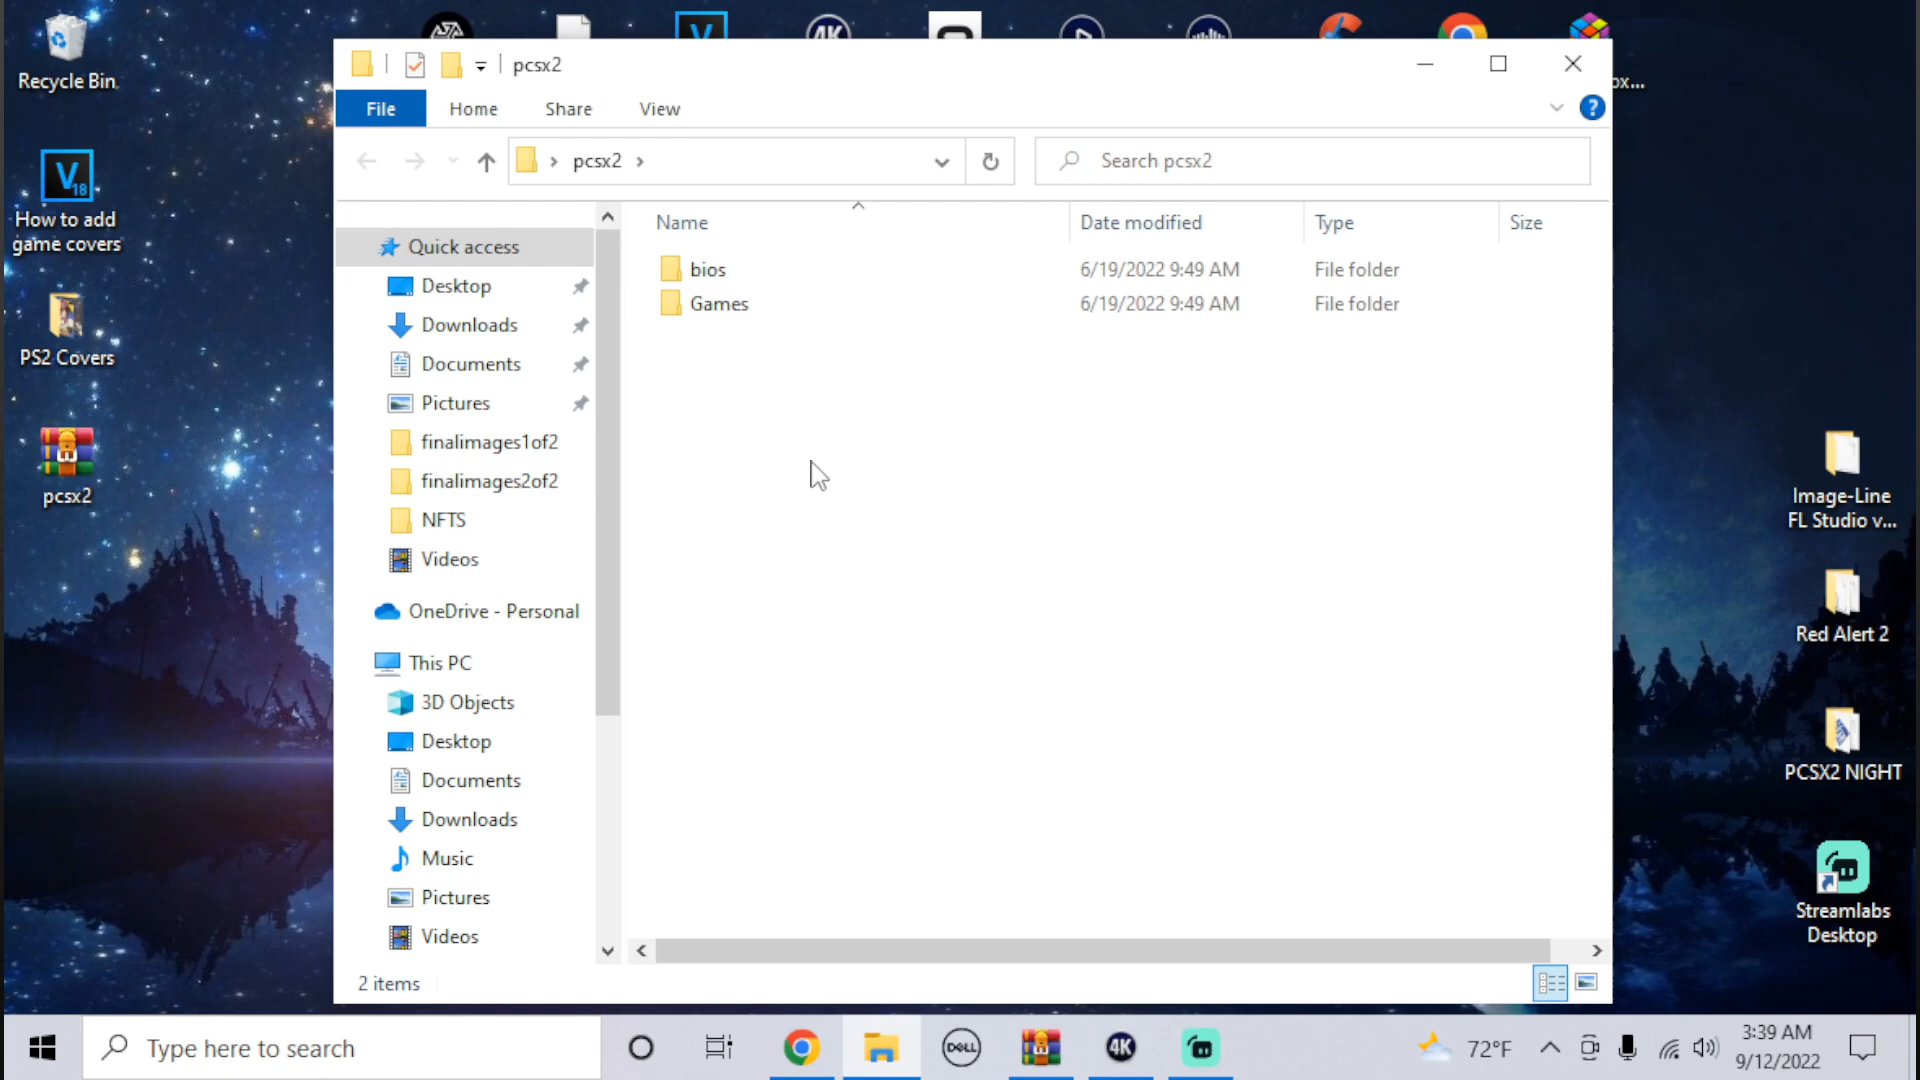 Recycle Bin
ox...
V18
How to add
game covers
PS2 Covers
pcsx2
pcsx2
File
Home
Share
View
?
pcsx2
Search pcsx2
Name
Date modified
Type
Size
bios
6/19/2022 9:49 AM
File folder
Games
6/19/2022 9:49 AM
File folder
Quick access
Desktop
Downloads
Documents
Pictures
finalimages1of2
finalimages2of2
NFTS
Videos
OneDrive - Personal
This PC
3D Objects
Desktop
Documents
Downloads
Music
Pictures
Videos
2 items
Image-Line
FL Studio v...
Red Alert 2
PCSX2 NIGHT
Streamlabs
Desktop
Type here to search
DELL
4K
72°F
3:39 AM
9/12/2022